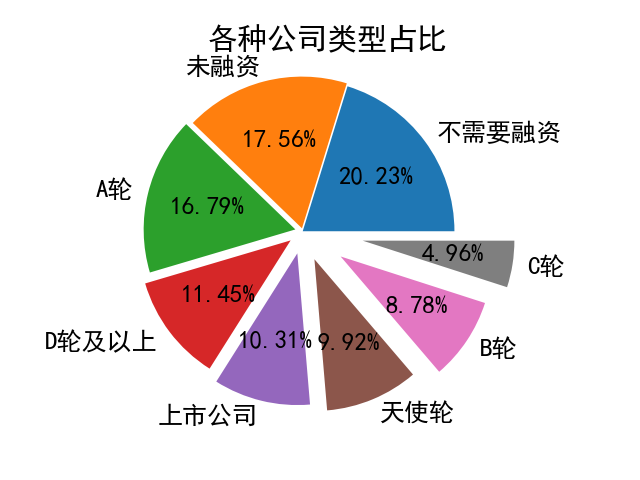 各种公司类型占比
未融资
17.56%
不需要融资
20.23%
A轮
16.79%
D轮及以上
11.45%
上市公司
10.31%
天使轮
9.92%
B轮
8.78%
C轮
4.96%